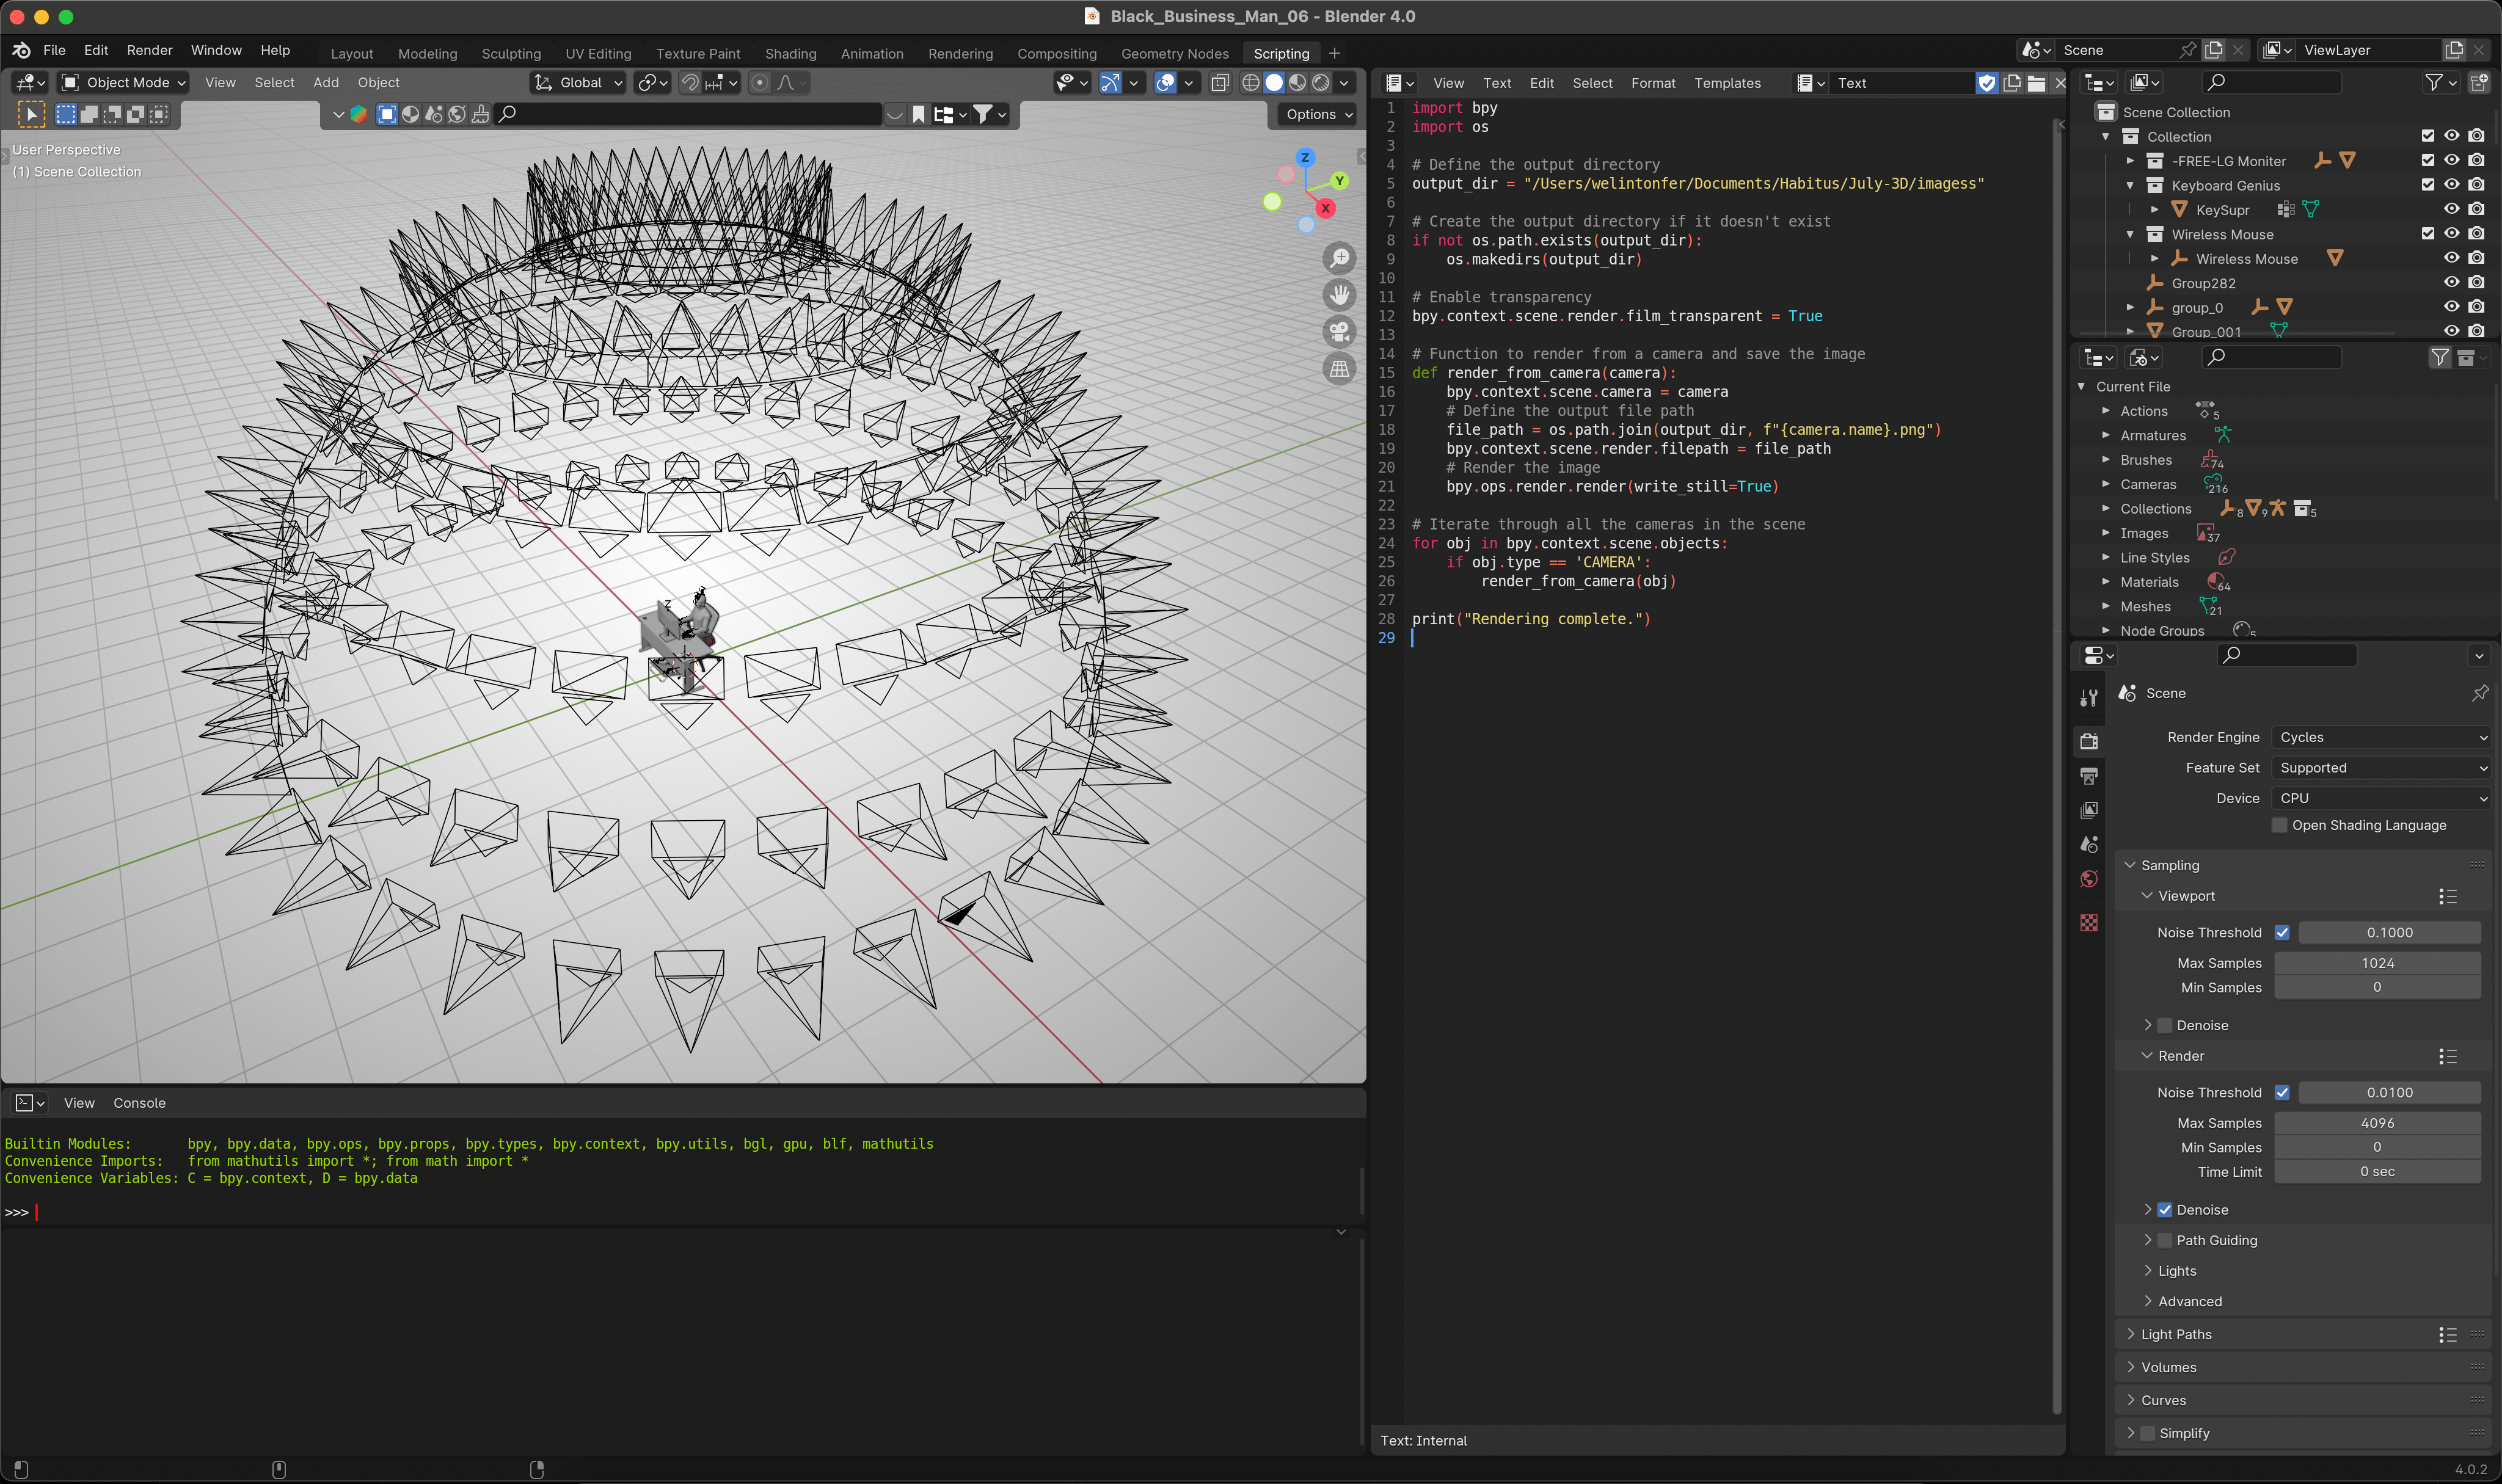 Black_Business_Man_06 - Blender 4.0
File Edit Render Window Help Layout Modeling Sculpting UV Editing Texture Paint Shading Animation Rendering Compositing Geometry Nodes Scripting + Scene ViewLayer
Object Mode View Select Add Object Global
Options
User Perspective
(1) Scene Collection
Z
Y
X
Z
View Text Edit Select Format Templates Text
1 import bpy
2 import os
3
4 # Define the output directory
5 output_dir = "/Users/welintonfer/Documents/Habitus/July-3D/imagess"
6
7 # Create the output directory if it doesn't exist
8 if not os.path.exists(output_dir):
9     os.makedirs(output_dir)
10
11 # Enable transparency
12 bpy.context.scene.render.film_transparent = True
13
14 # Function to render from a camera and save the image
15 def render_from_camera(camera):
16     bpy.context.scene.camera = camera
17     # Define the output file path
18     file_path = os.path.join(output_dir, f"{camera.name}.png")
19     bpy.context.scene.render.filepath = file_path
20     # Render the image
21     bpy.ops.render.render(write_still=True)
22
23 # Iterate through all the cameras in the scene
24 for obj in bpy.context.scene.objects:
25     if obj.type == 'CAMERA':
26         render_from_camera(obj)
27
28 print("Rendering complete.")
29
Text: Internal
View Console
Builtin Modules: bpy, bpy.data, bpy.ops, bpy.props, bpy.types, bpy.context, bpy.utils, bgl, gpu, blf, mathutils
Convenience Imports: from mathutils import *; from math import *
Convenience Variables: C = bpy.context, D = bpy.data
>>>
Scene Collection
Collection
-FREE-LG Moniter
Keyboard Genius
KeySupr
Wireless Mouse
Wireless Mouse
Group282
group_0
Group_001
Current File
Actions 5
Armatures
Brushes 74
Cameras 216
Collections 8 9 5
Images 37
Line Styles
Materials 64
Meshes 21
Node Groups 5
Scene
Render Engine Cycles
Feature Set Supported
Device CPU
Open Shading Language
Sampling
Viewport
Noise Threshold 0.1000
Max Samples 1024
Min Samples 0
Denoise
Render
Noise Threshold 0.0100
Max Samples 4096
Min Samples 0
Time Limit 0 sec
Denoise
Path Guiding
Lights
Advanced
Light Paths
Volumes
Curves
Simplify
4.0.2